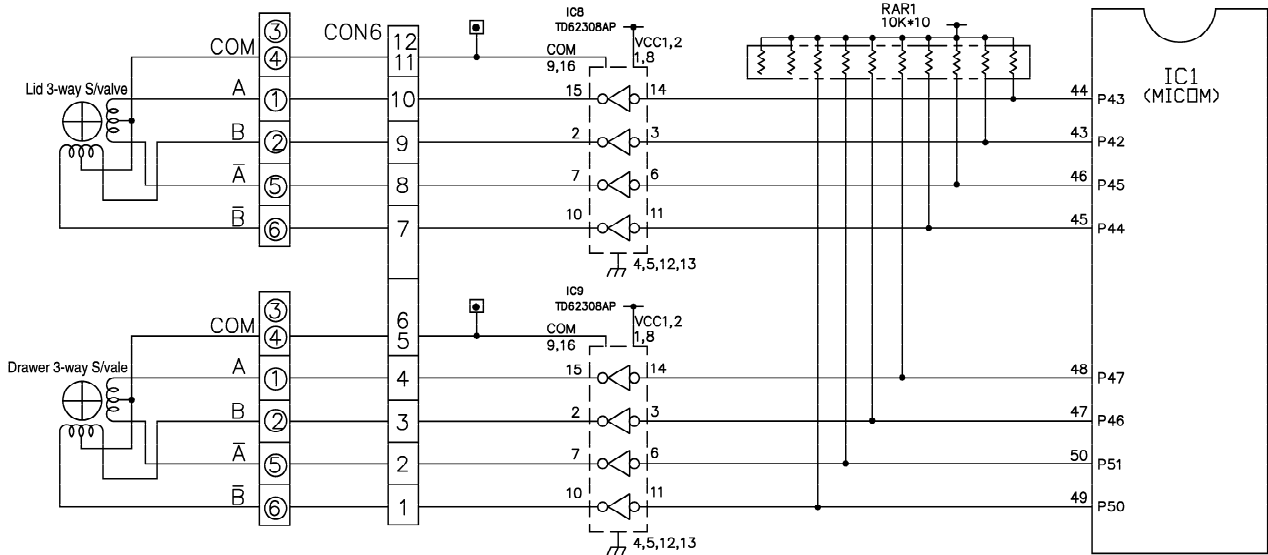 IC8
TD62308AP
RAR1
10K*10
CON6
COM
③
④
12
11
COM
9,16
VCC1,2
1,8
IC1
(MICOM)
Lid 3-way S/valve
A
①
10
15
14
44
P43
B
②
9
2
3
43
P42
A̅
⑤
8
7
6
46
P45
B̅
⑥
7
10
11
45
P44
4,5,12,13
IC9
TD62308AP
COM
③
④
6
5
COM
9,16
VCC1,2
1,8
Drawer 3-way S/vale
A
①
4
15
14
48
P47
B
②
3
2
3
47
P46
A̅
⑤
2
7
6
50
P51
B̅
⑥
1
10
11
49
P50
4,5,12,13